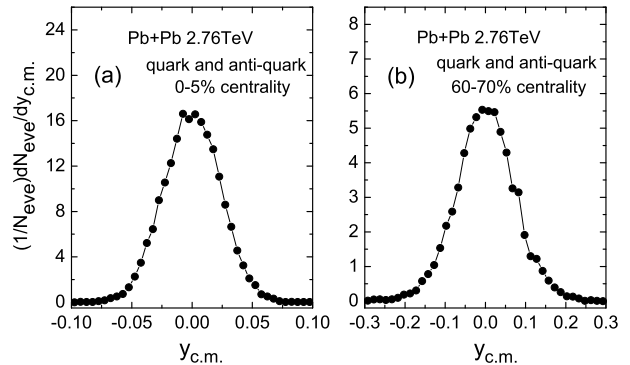 Pb+Pb 2.76TeV
(a)
quark and anti-quark
0-5% centrality
(1/N_eve)dN_eve/dy_c.m.
24
20
16
12
8
4
0
-0.10
-0.05
0.00
0.05
0.10
y_c.m.
Pb+Pb 2.76TeV
(b)
quark and anti-quark
60-70% centrality
8
7
6
5
4
3
2
1
0
-0.3
-0.2
-0.1
0.0
0.1
0.2
0.3
y_c.m.